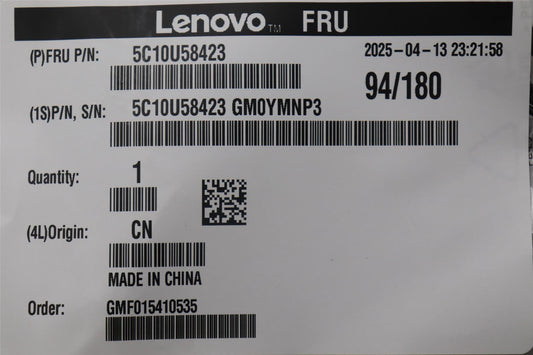 Lenovo™ FRU
(P)FRU P/N: 5C10U58423 2025-04-13 23:21:58
94/180
(1S)P/N, S/N: 5C10U58423 GM0YMNP3
Quantity: 1
(4L)Origin: CN
MADE IN CHINA
Order: GMF015410535